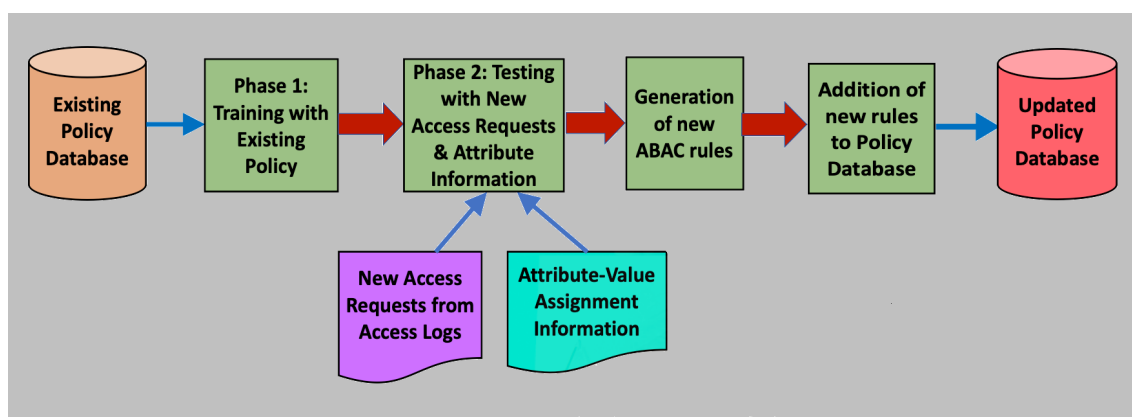 Existing
Policy
Database
Phase 1:
Training with
Existing
Policy
Phase 2: Testing
with New
Access Requests
& Attribute
Information
Generation
of new
ABAC rules
Addition of
new rules
to Policy
Database
Updated
Policy
Database
New Access
Requests from
Access Logs
Attribute-Value
Assignment
Information